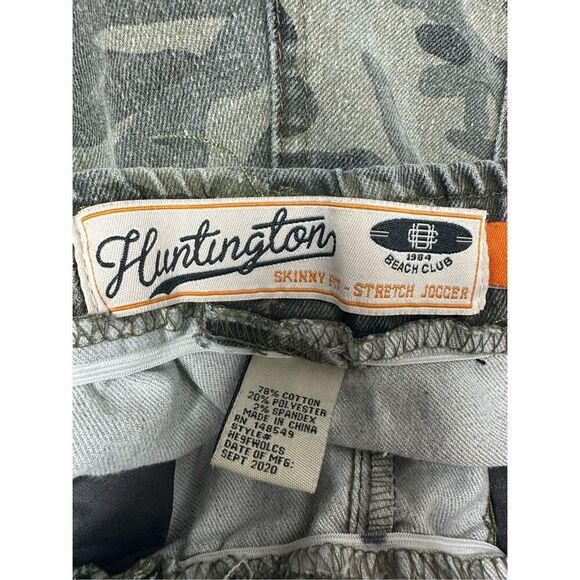 Huntington
SKINNY FIT - STRETCH JOGGER
1984
BEACH CLUB
78% COTTON
20% POLYESTER
2% SPANDEX
MADE IN CHINA
RN 148549
STYLE#
HE9FWOLCS
DATE OF MFG:
SEPT 2020